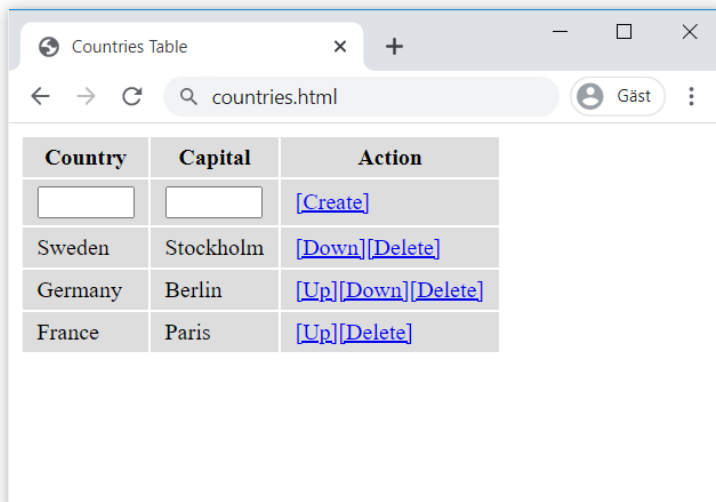 Countries Table
countries.html
Gäst
Country Capital Action
[Create]
Sweden Stockholm [Down][Delete]
Germany Berlin [Up][Down][Delete]
France Paris [Up][Delete]